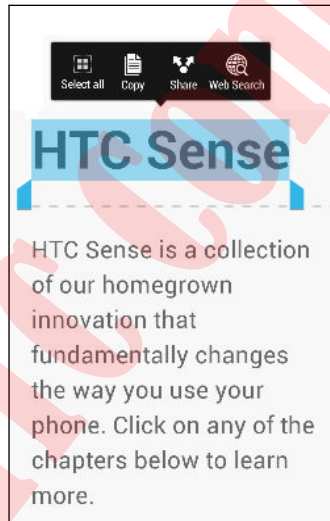 Select all Copy Share Web Search
HTC Sense
HTC Sense is a collection
of our homegrown
innovation that
fundamentally changes
the way you use your
phone. Click on any of the
chapters below to learn
more.